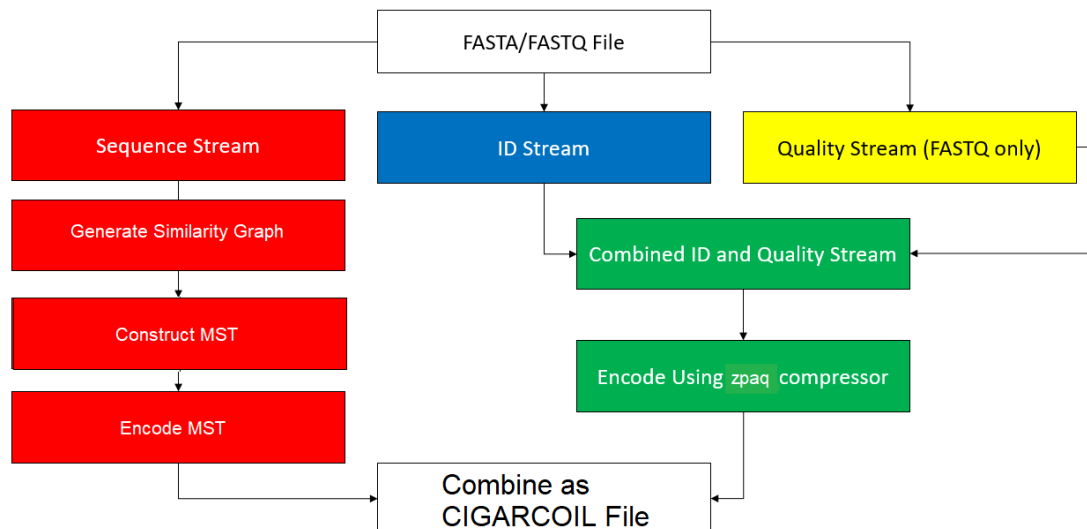 FASTA/FASTQ File
Sequence Stream
ID Stream
Quality Stream (FASTQ only)
Generate Similarity Graph
Combined ID and Quality Stream
Construct MST
Encode Using zpaq compressor
Encode MST
Combine as
CIGARCOIL File